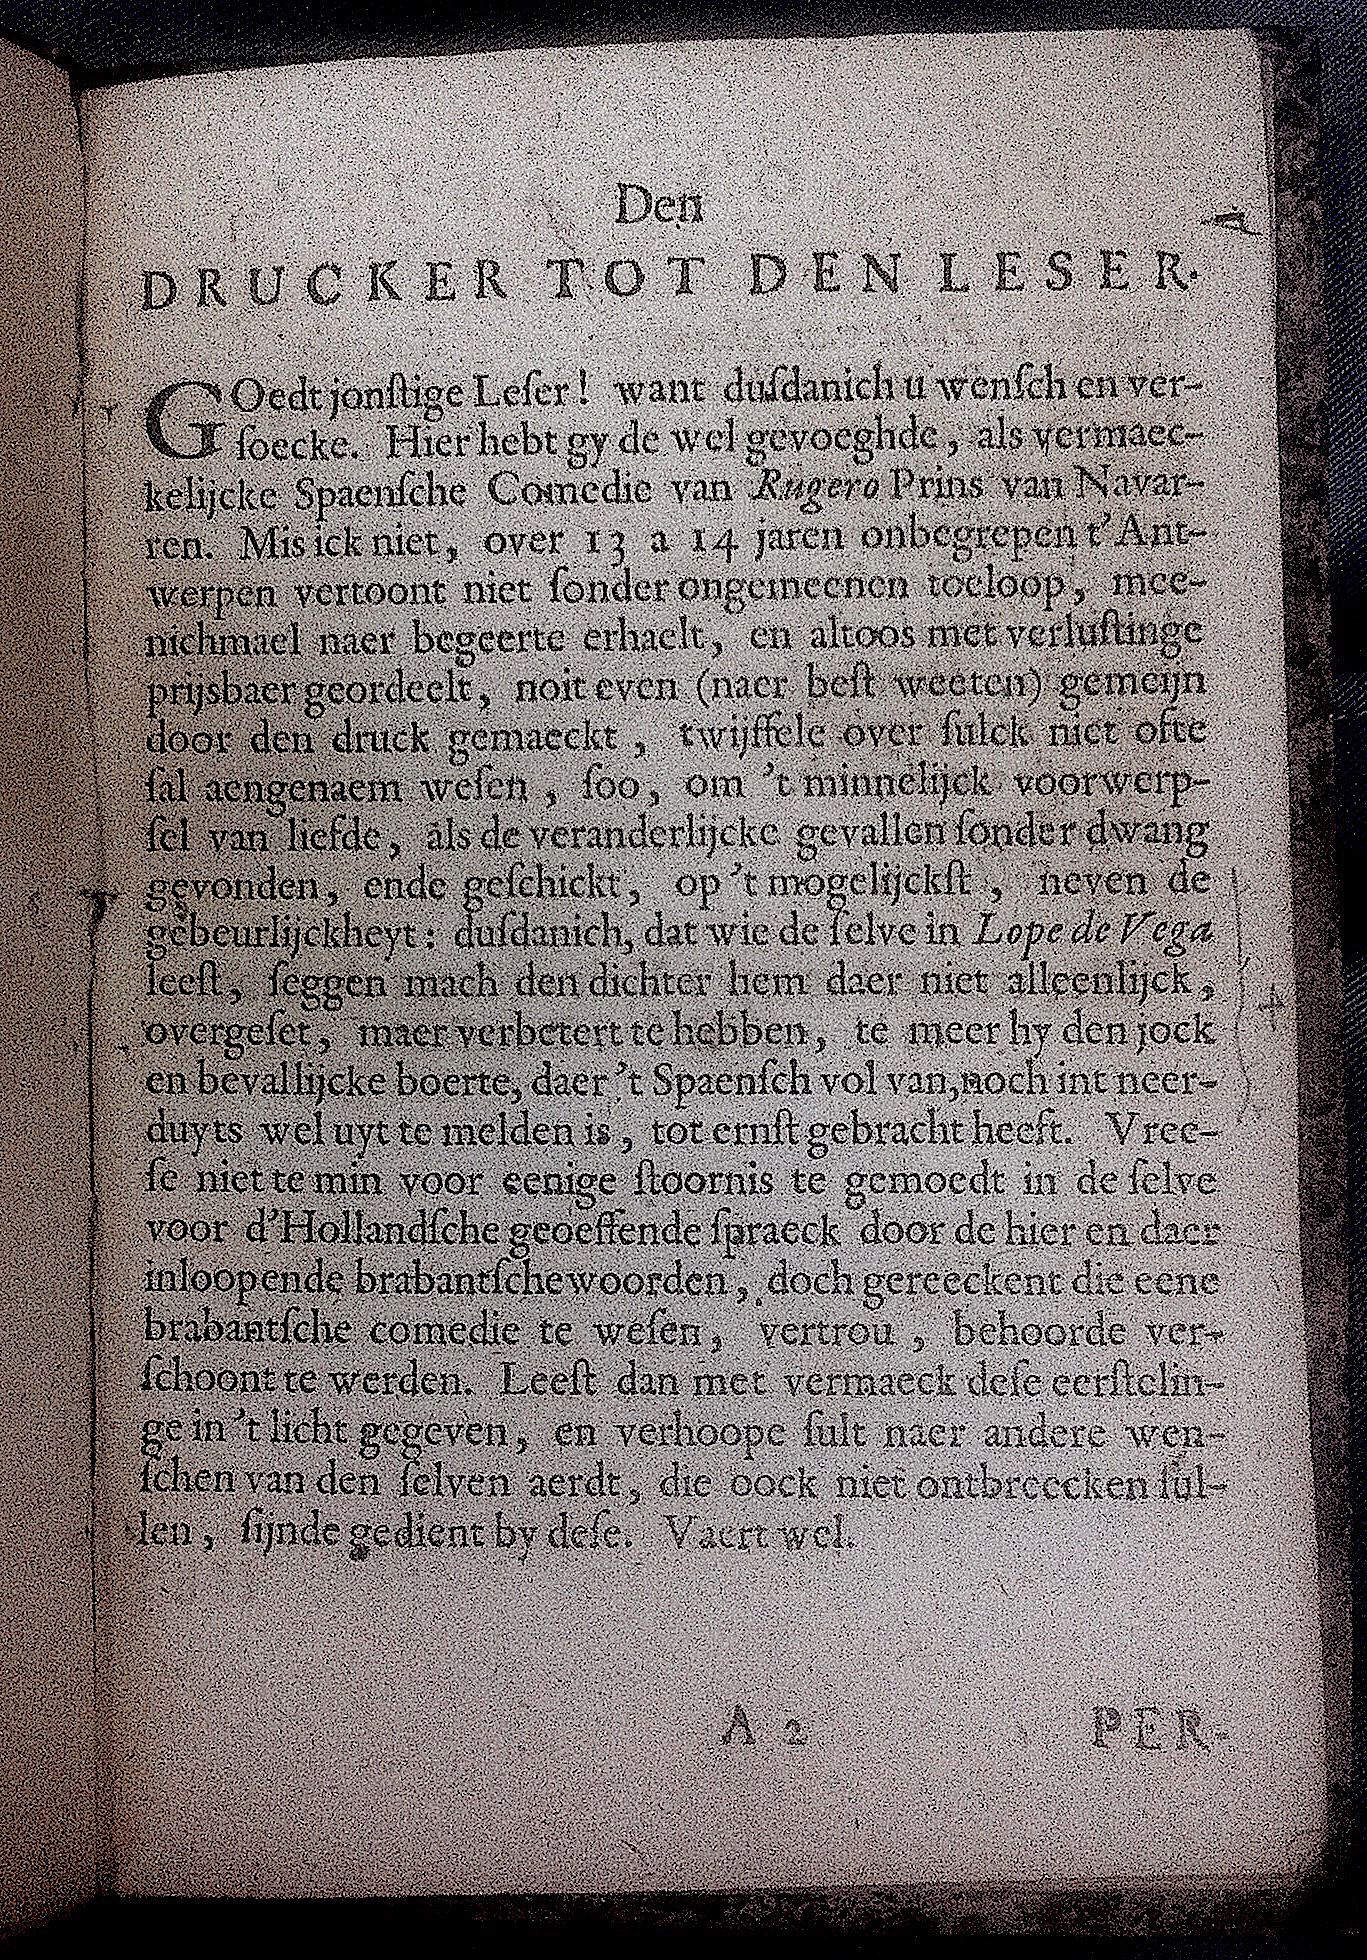 Den
DRUCKER TOT DEN LESER.
GOedtjonſtige Leſer! want duſdanich u wenſch en ver-
ſoecke. Hier hebt gy de wel gevoeghde, als vermaec-
kelijcke Spaenſche Comedie van Rugero Prins van Navar-
ren. Mis ick niet, over 13 a 14 jaren onbegrepen t'Ant-
werpen vertoont niet ſonder ongemeenen toeloop, mee-
nichmael naer begeerte erhaelt, en altoos met verluſtinge
prijsbaer geordeelt, noit even (naer beſt weeten) gemeijn
door den druck gemaeckt, twijffele over ſulck niet ofte
ſal aengenaem weſen, ſoo, om 't minnelijck voorwerp-
ſel van liefde, als de veranderlijcke gevallen ſonder dwang
gevonden, ende geſchickt, op 't mogelijckſt, neven de
gebeurlijckheyt: duſdanich, dat wie de ſelve in Lope de Vega
leeſt, ſeggen mach den dichter hem daer niet alleenlijck,
overgeſet, maer verbetert te hebben, te meer hy den jock
en bevallijcke boerte, daer 't Spaenſch vol van, noch int neer-
duyts wel uyt te melden is, tot ernſt gebracht heeft. Vree-
ſe niet te min voor eenige ſtoornis te gemoedt in de ſelve
voor d'Hollandſche geoeffende ſpraeck door de hier en daer
inloopende brabantſche woorden, doch gereeckent die eene
brabantſche comedie te weſen, vertrou, behoorde ver-
ſchoont te werden. Leeſt dan met vermaeck deſe eerſtelin-
ge in 't licht gegeven, en verhoope ſult naer andere wen-
ſchen van den ſelven aerdt, die oock niet ontbreecken ſul-
len, ſijnde gedient by deſe. Vaert wel.
A 2 PER-